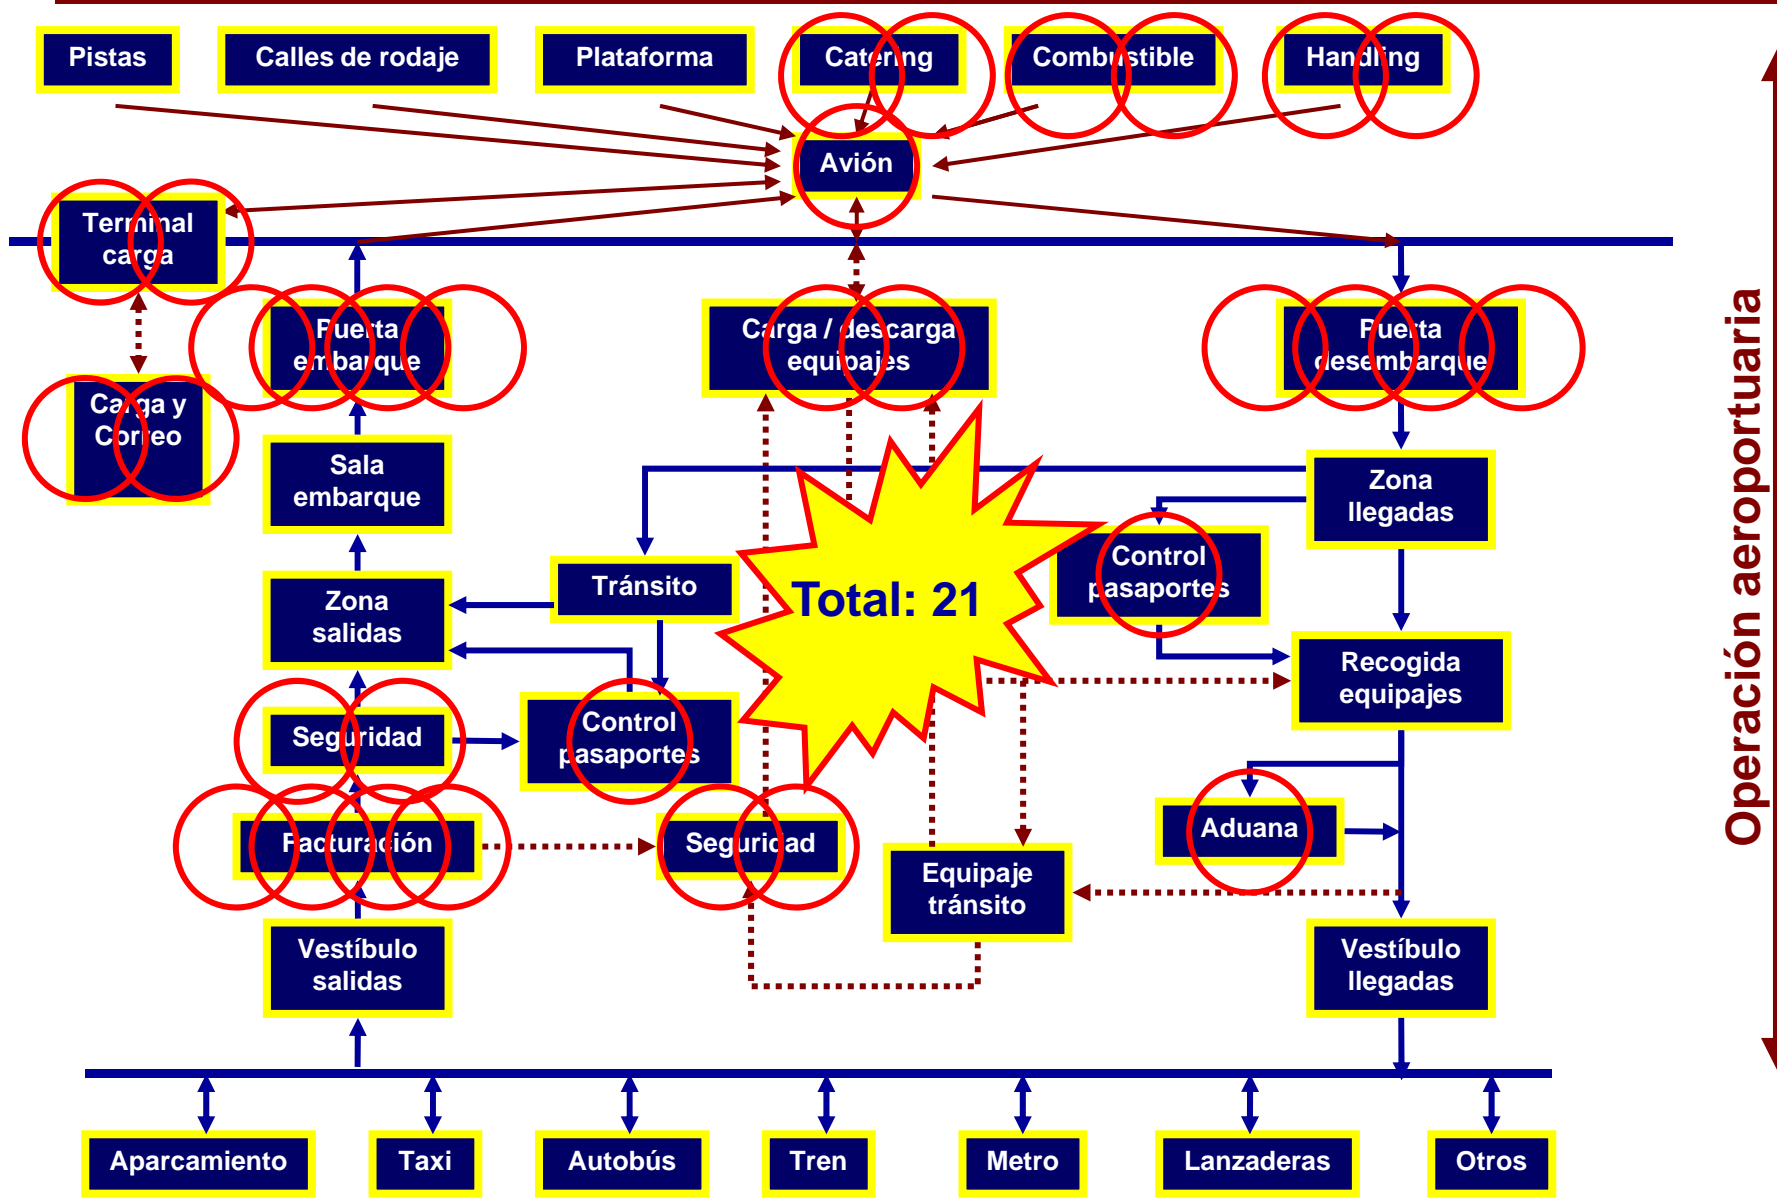 Pistas
Calles de rodaje
Plataforma
Catering
Combustible
Handling
Avión
Terminal
carga
Puerta
embarque
Carga / descarga
equipajes
Puerta
desembarque
Carga y
Correo
Sala
embarque
Zona
llegadas
Control
pasaportes
Tránsito
Zona
salidas
Total: 21
Recogida
equipajes
Seguridad
Control
pasaportes
Facturación
Seguridad
Aduana
Equipaje
tránsito
Vestíbulo
salidas
Vestíbulo
llegadas
Aparcamiento
Taxi
Autobús
Tren
Metro
Lanzaderas
Otros
Operación aeroportuaria